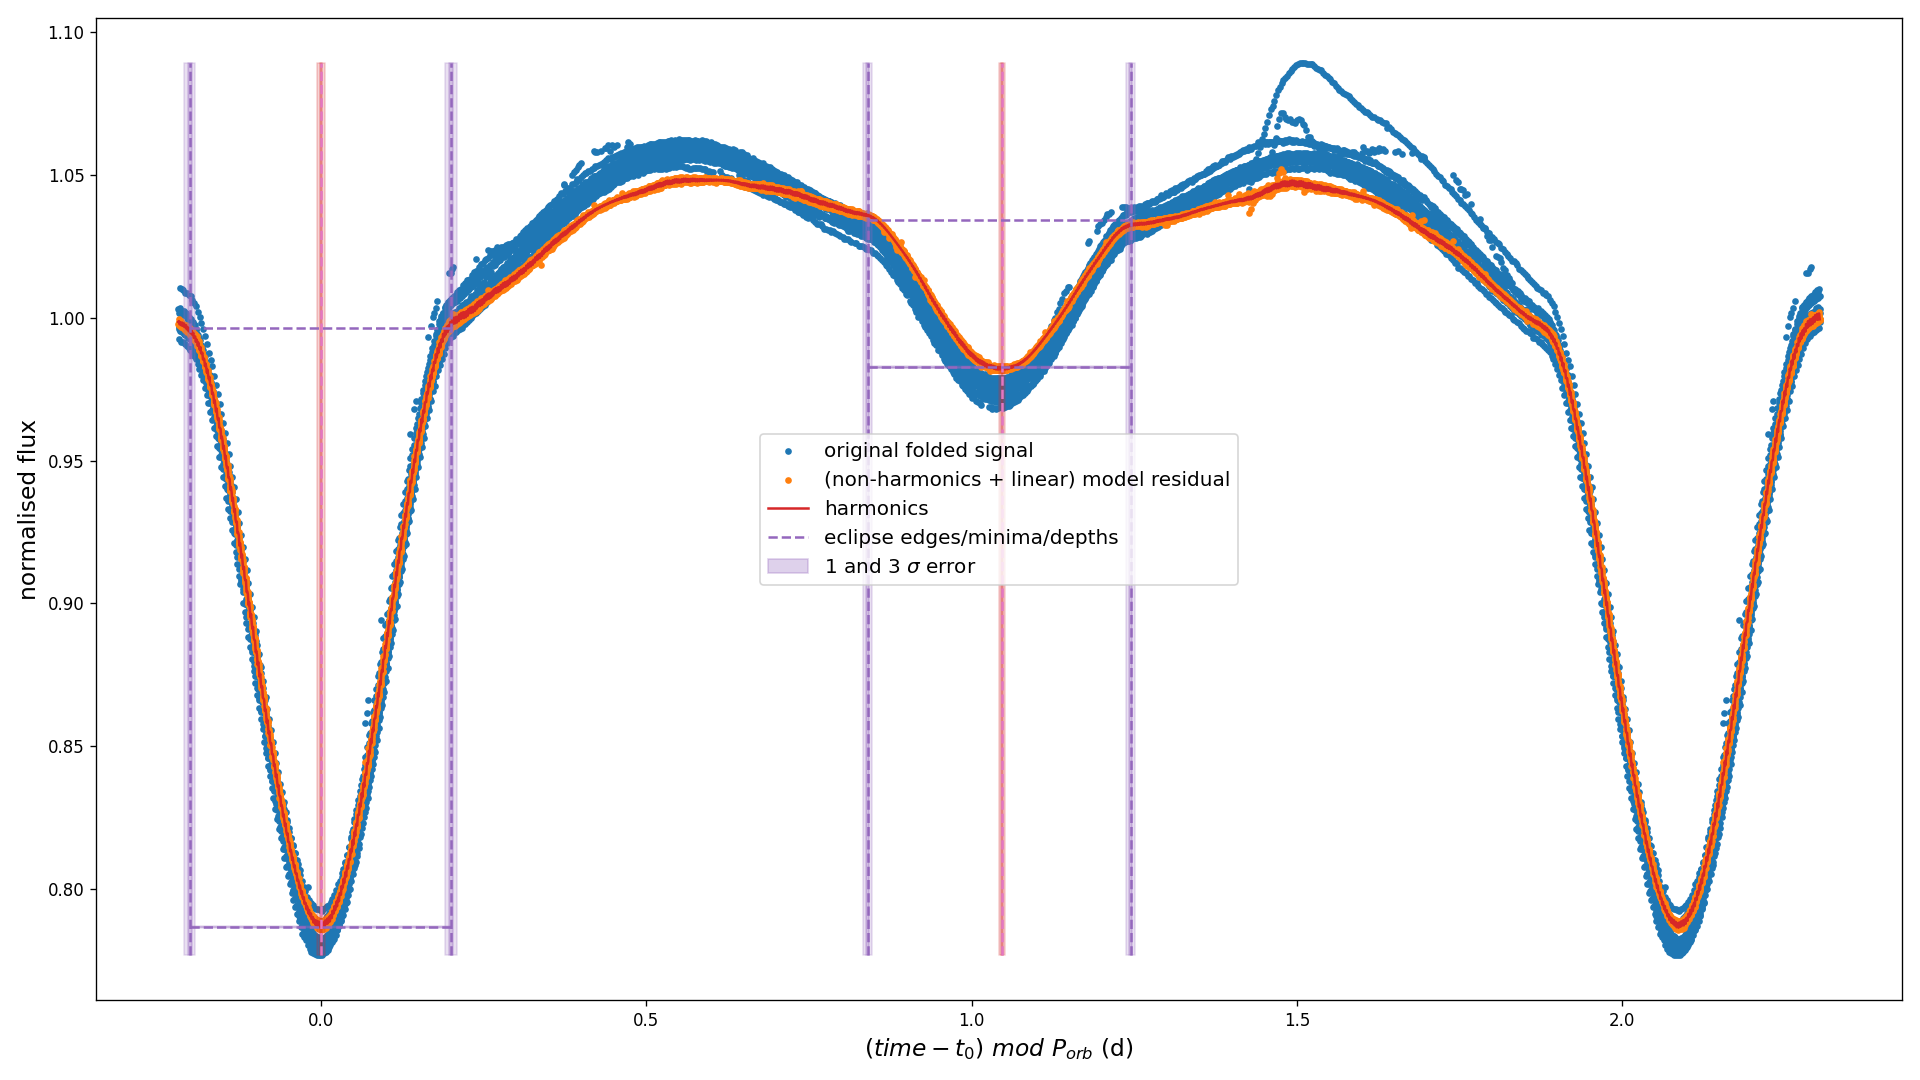 1.10
1.05
1.00
0.95
0.90
0.85
0.80
normalised flux
original folded signal
(non-harmonics + linear) model residual
harmonics
eclipse edges/minima/depths
1 and 3 σ error
0.0 0.5 1.0 1.5 2.0
(time − t₀) mod Pₒᵣb (d)